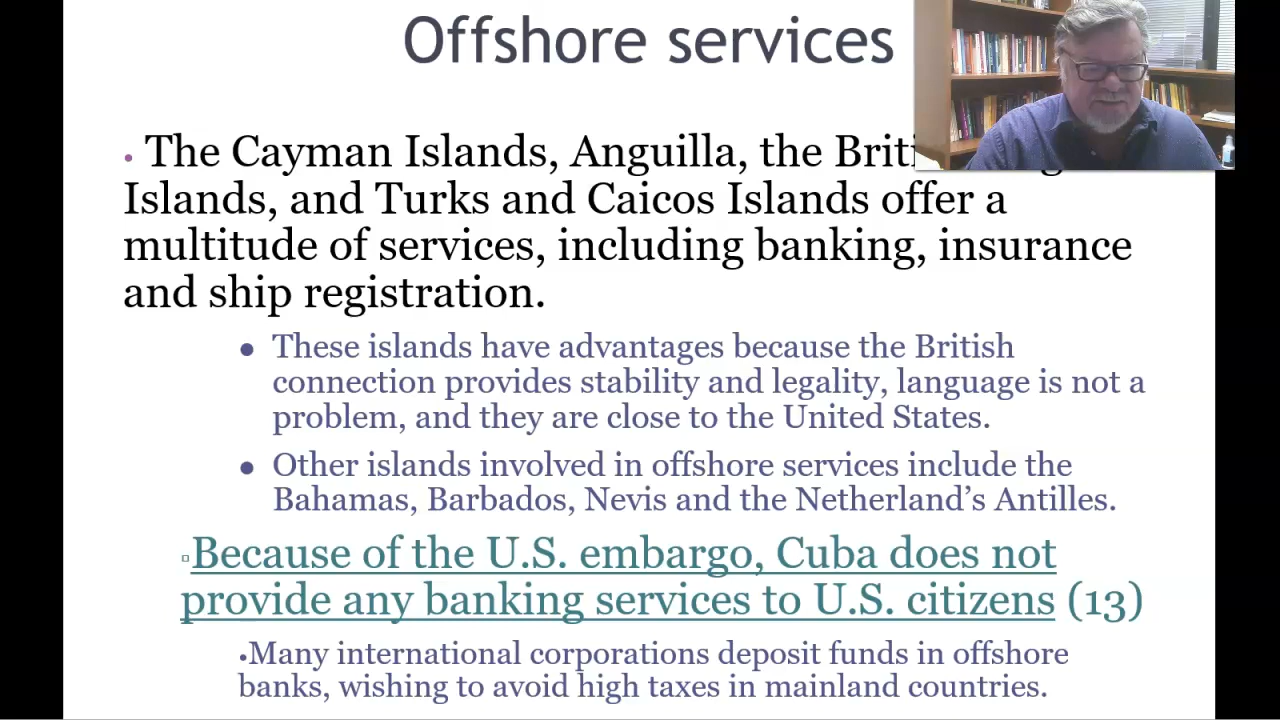 Offshore services
• The Cayman Islands, Anguilla, the
Islands, and Turks and Caicos Islands offer a
multitude of services, including banking, insurance
and ship registration.
● These islands have advantages because the British
connection provides stability and legality, language is not a
problem, and they are close to the United States.
● Other islands involved in offshore services include the
Bahamas, Barbados, Nevis and the Netherland’s Antilles.
▫Because of the U.S. embargo, Cuba does not
provide any banking services to U.S. citizens (13)
•Many international corporations deposit funds in offshore
banks, wishing to avoid high taxes in mainland countries.